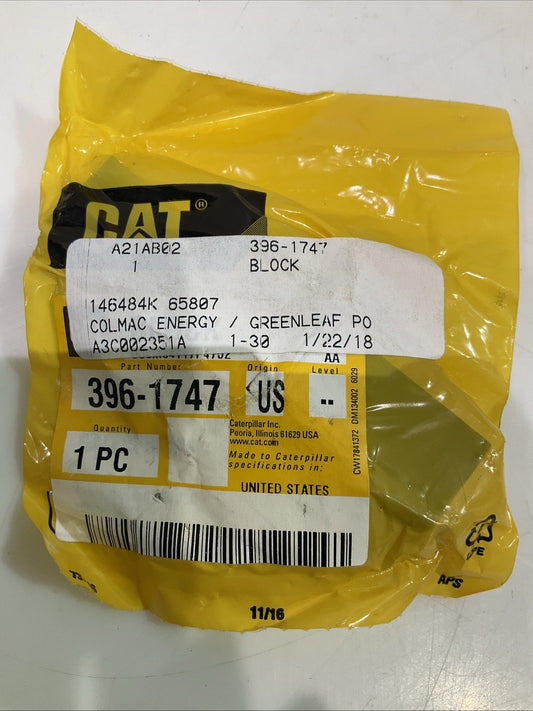 CAT®
A21AB02 396-1747
1 BLOCK
146484K 65807
COLMAC ENERGY / GREENLEAF PO
A3C002351A 1-30 1/22/18
AA
Part Number Origin Level
396-1747 US --
Quantity
1 PC
Caterpillar Inc.
Peoria, Illinois 61629 USA
www.cat.com
Made to Caterpillar
specifications in:
UNITED STATES
CW17841372 DM134002 6029
APS
11/16